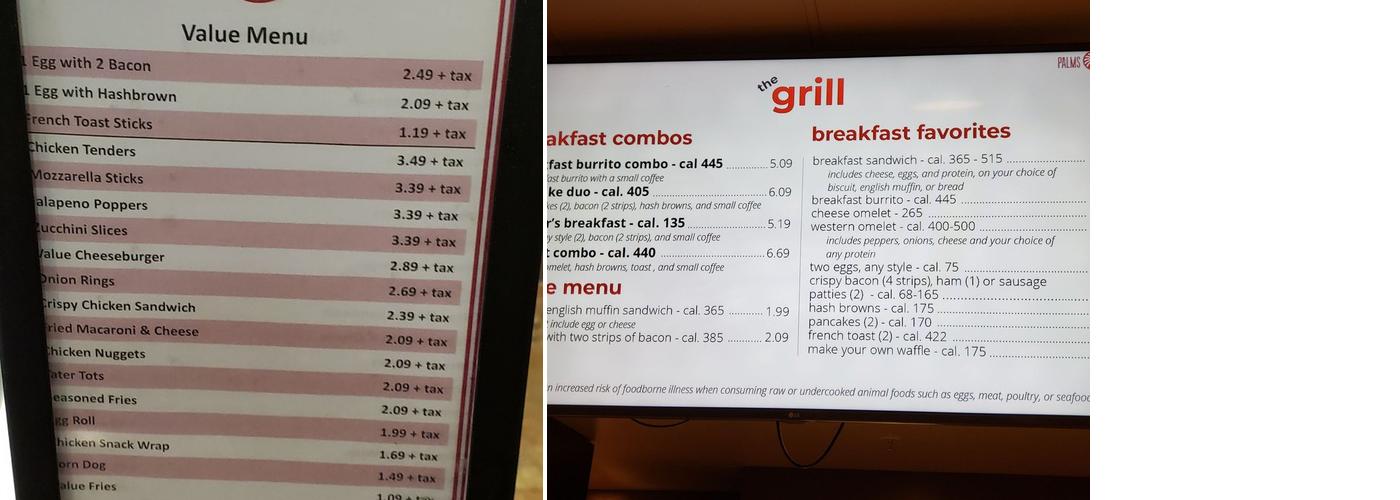 Value Menu
1 Egg with 2 Bacon 2.49 + tax
1 Egg with Hashbrown 2.09 + tax
French Toast Sticks 1.19 + tax
Chicken Tenders 3.49 + tax
Mozzarella Sticks 3.39 + tax
alapeno Poppers 3.39 + tax
Zucchini Slices 3.39 + tax
Value Cheeseburger 2.89 + tax
Onion Rings 2.69 + tax
Crispy Chicken Sandwich 2.39 + tax
Fried Macaroni & Cheese 2.09 + tax
Chicken Nuggets 2.09 + tax
ater Tots 2.09 + tax
easoned Fries 2.09 + tax
gg Roll 1.99 + tax
hicken Snack Wrap 1.69 + tax
orn Dog 1.49 + tax
alue Fries 1.09 + tax
PALMS
the
grill
akfast combos
fast burrito combo - cal 445 5.09
ast burrito with a small coffee
ke duo - cal. 405 6.09
kes (2), bacon (2 strips), hash browns, and small coffee
r's breakfast - cal. 135 5.19
y style (2), bacon (2 strips), and small coffee
t combo - cal. 440 6.69
omelet, hash browns, toast , and small coffee
e menu
english muffin sandwich - cal. 365 1.99
include egg or cheese
with two strips of bacon - cal. 385 2.09
breakfast favorites
breakfast sandwich - cal. 365 - 515
includes cheese, eggs, and protein, on your choice of
biscuit, english muffin, or bread
breakfast burrito - cal. 445
cheese omelet - 265
western omelet - cal. 400-500
includes peppers, onions, cheese and your choice of
any protein
two eggs, any style - cal. 75
crispy bacon (4 strips), ham (1) or sausage
patties (2) - cal. 68-165
hash browns - cal. 175
pancakes (2) - cal. 170
french toast (2) - cal. 422
make your own waffle - cal. 175
n increased risk of foodborne illness when consuming raw or undercooked animal foods such as eggs, meat, poultry, or seafood
LG